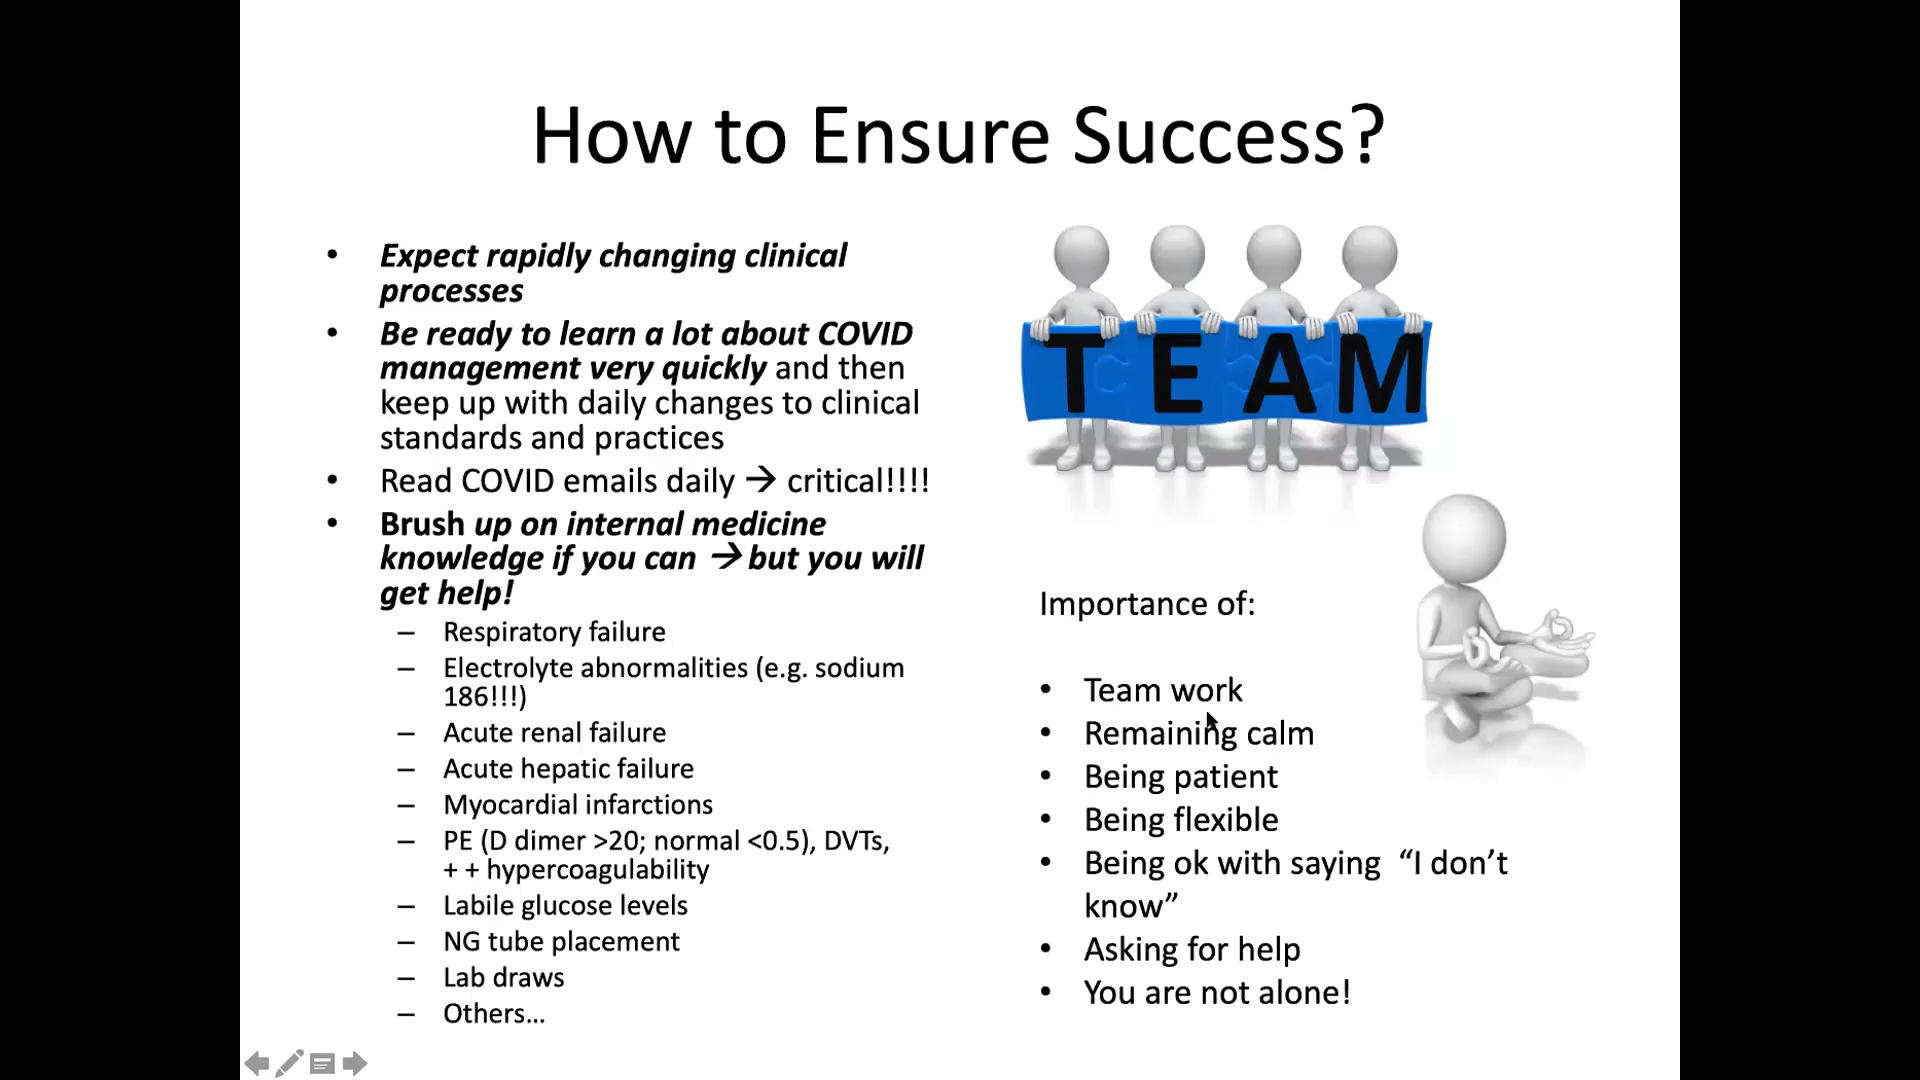 How to Ensure Success?
• Expect rapidly changing clinical
processes
• Be ready to learn a lot about COVID
management very quickly and then
keep up with daily changes to clinical
standards and practices
• Read COVID emails daily → critical!!!!
• Brush up on internal medicine
knowledge if you can → but you will
get help!
– Respiratory failure
– Electrolyte abnormalities (e.g. sodium
186!!!)
– Acute renal failure
– Acute hepatic failure
– Myocardial infarctions
– PE (D dimer >20; normal <0.5), DVTs,
+ + hypercoagulability
– Labile glucose levels
– NG tube placement
– Lab draws
– Others…
TEAM
Importance of:
• Team work
• Remaining calm
• Being patient
• Being flexible
• Being ok with saying “I don’t
know”
• Asking for help
• You are not alone!